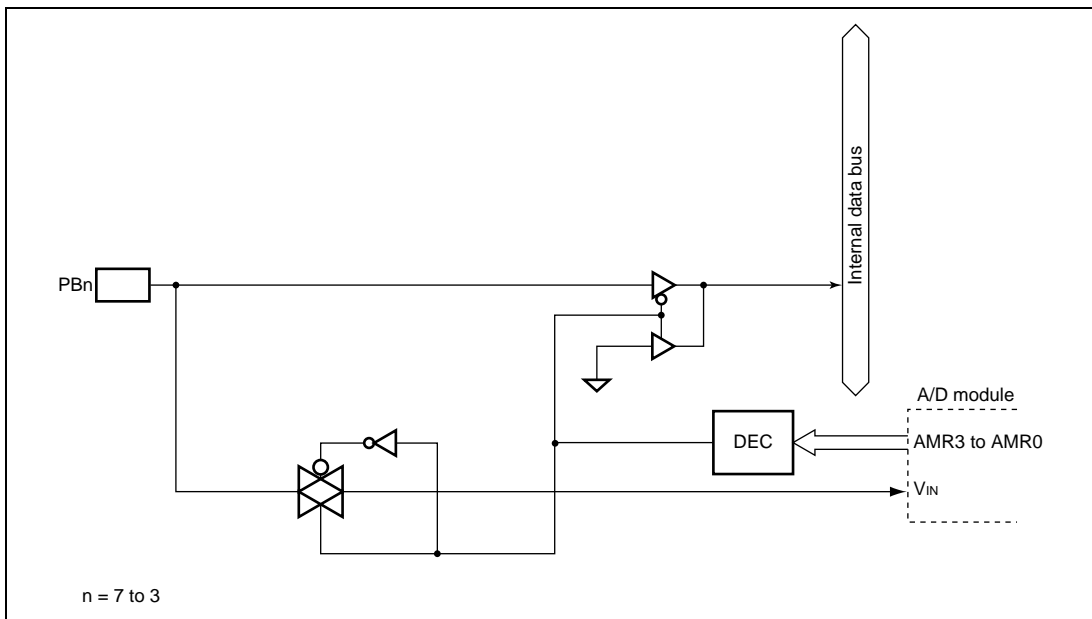 Internal data bus
PBn
A/D module
DEC
AMR3 to AMR0
VIN
n = 7 to 3